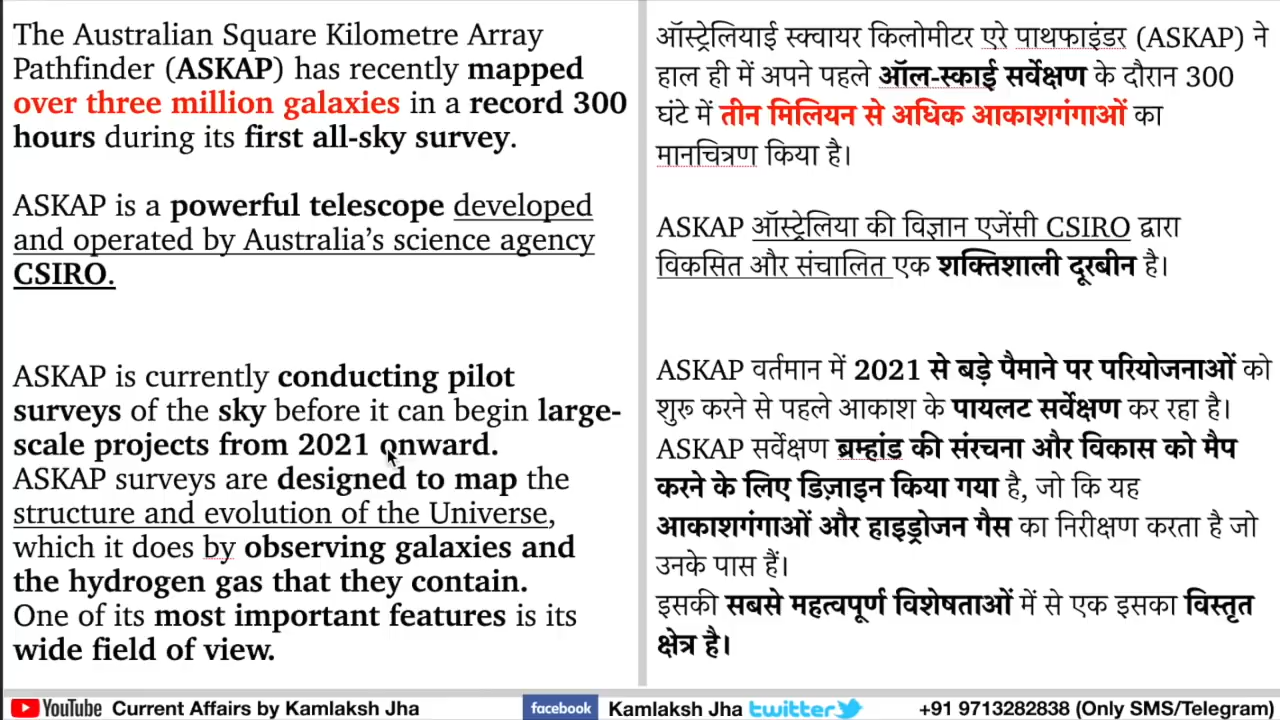 The Australian Square Kilometre Array
Pathfinder (ASKAP) has recently mapped
over three million galaxies in a record 300
hours during its first all-sky survey.
ASKAP is a powerful telescope developed
and operated by Australia's science agency
CSIRO.
ASKAP is currently conducting pilot
surveys of the sky before it can begin large-
scale projects from 2021 onward.
ASKAP surveys are designed to map the
structure and evolution of the Universe,
which it does by observing galaxies and
the hydrogen gas that they contain.
One of its most important features is its
wide field of view.
ऑस्ट्रेलियाई स्क्वायर किलोमीटर एरे पाथफाइंडर (ASKAP) ने
हाल ही में अपने पहले ऑल-स्काई सर्वेक्षण के दौरान 300
घंटे में तीन मिलियन से अधिक आकाशगंगाओं का
मानचित्रण किया है।
ASKAP ऑस्ट्रेलिया की विज्ञान एजेंसी CSIRO द्वारा
विकसित और संचालित एक शक्तिशाली दूरबीन है।
ASKAP वर्तमान में 2021 से बड़े पैमाने पर परियोजनाओं को
शुरू करने से पहले आकाश के पायलट सर्वेक्षण कर रहा है।
ASKAP सर्वेक्षण ब्रम्हांड की संरचना और विकास को मैप
करने के लिए डिज़ाइन किया गया है, जो कि यह
आकाशगंगाओं और हाइड्रोजन गैस का निरीक्षण करता है जो
उनके पास हैं।
इसकी सबसे महत्वपूर्ण विशेषताओं में से एक इसका विस्तृत
क्षेत्र है।
YouTube Current Affairs by Kamlaksh Jha facebook Kamlaksh Jha twitter +91 9713282838 (Only SMS/Telegram)